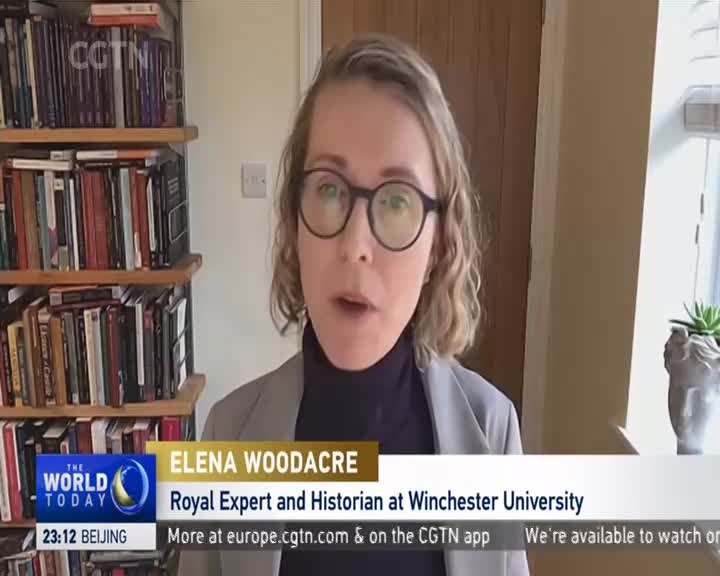 CGTN
ELENA WOODACRE
THE
WORLD
TODAY
Royal Expert and Historian at Winchester University
23:12 BEIJING
More at europe.cgtn.com & on the CGTN app We're available to watch on